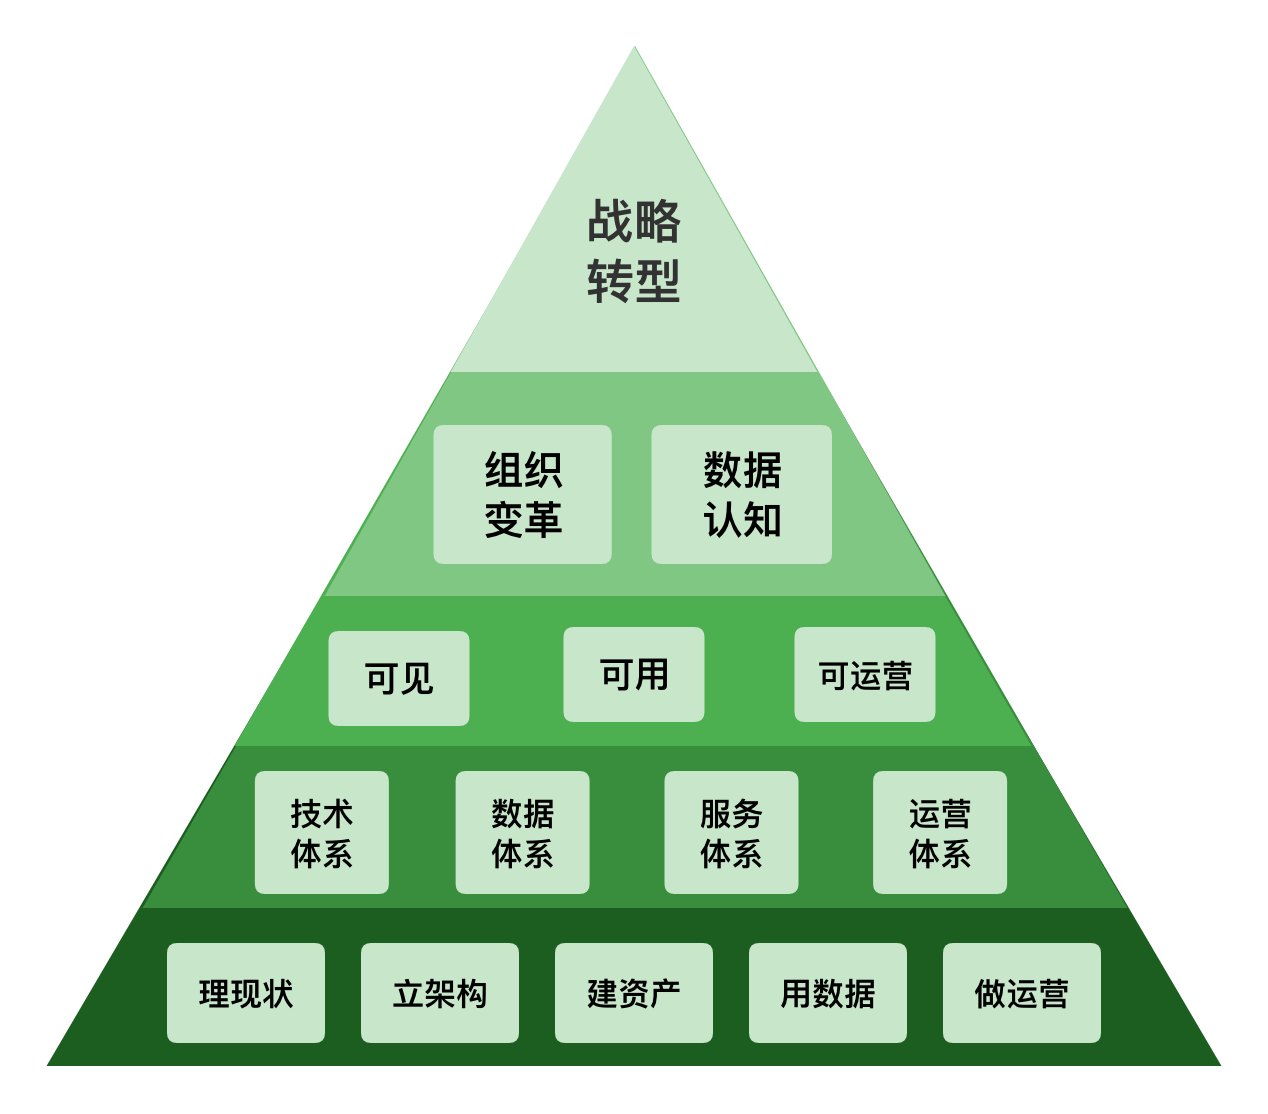 战略
转型
组织
变革
数据
认知
可见
可用
可运营
技术
体系
数据
体系
服务
体系
运营
体系
理现状
立架构
建资产
用数据
做运营